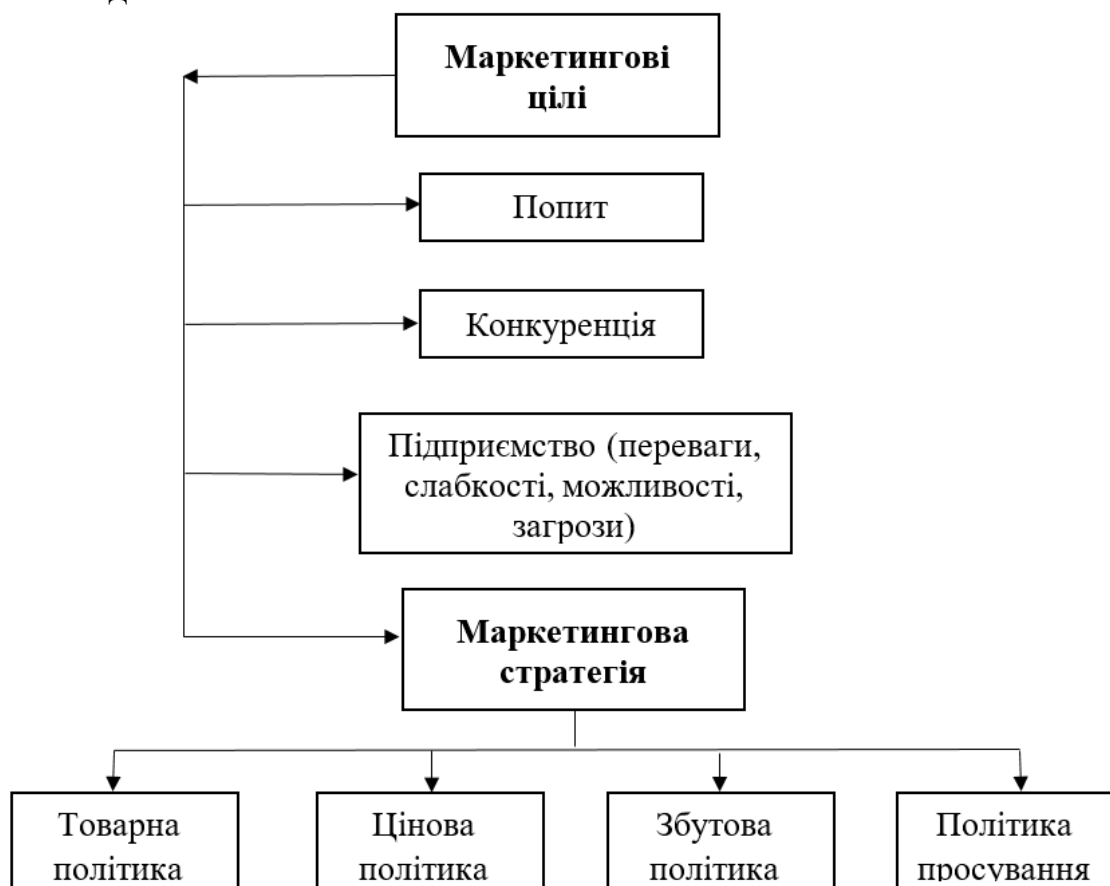 Маркетингові
цілі
Попит
Конкуренція
Підприємство (переваги,
слабкості, можливості,
загрози)
Маркетингова
стратегія
Товарна
політика
Цінова
політика
Збутова
політика
Політика
просування